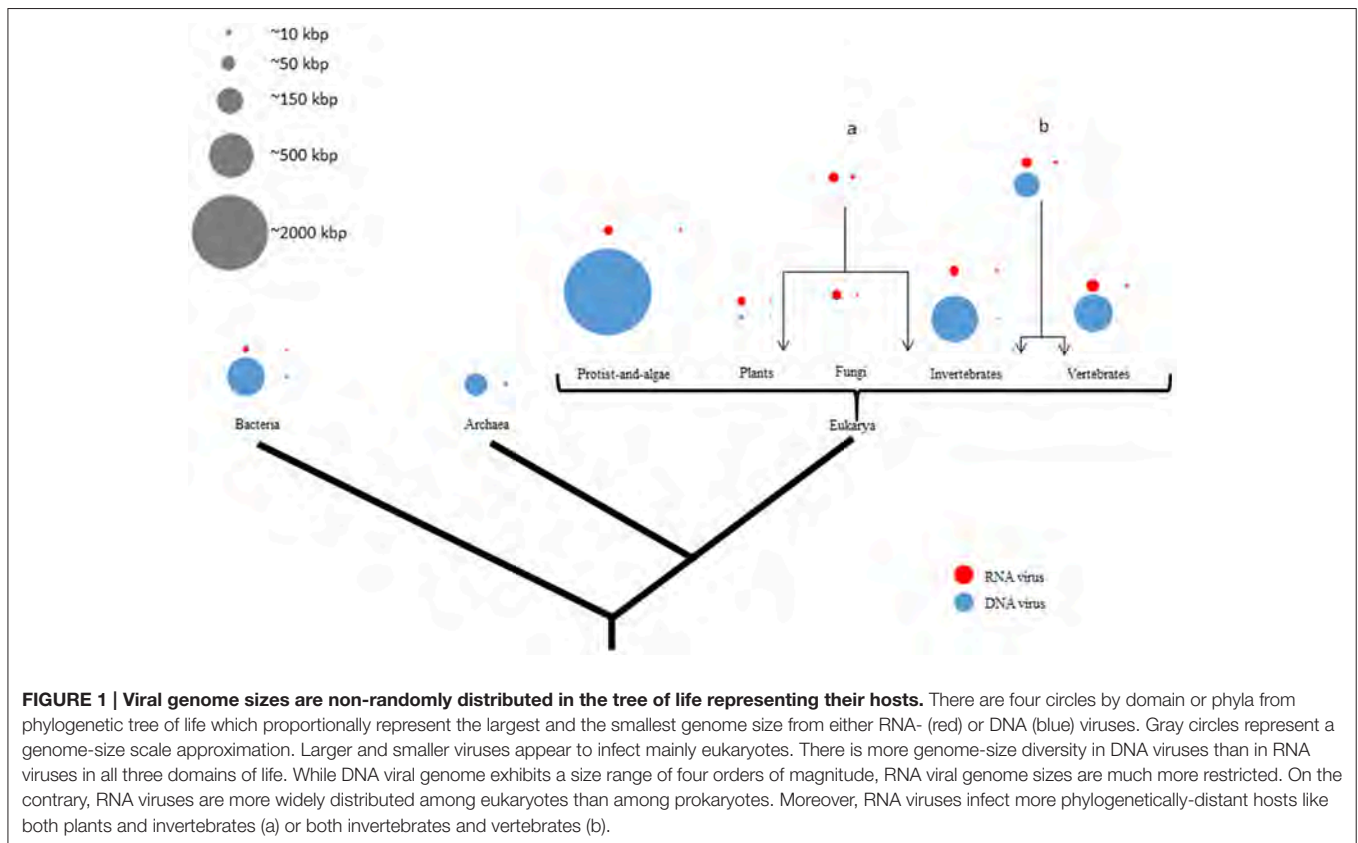 ~10 kbp
~50 kbp
~150 kbp
~500 kbp
~2000 kbp
a
b
Protist-and-algae
Plants
Fungi
Invertebrates
Vertebrates
Bacteria
Archaea
Eukarya
RNA virus
DNA virus
FIGURE 1 | Viral genome sizes are non-randomly distributed in the tree of life representing their hosts. There are four circles by domain or phyla from
phylogenetic tree of life which proportionally represent the largest and the smallest genome size from either RNA- (red) or DNA (blue) viruses. Gray circles represent a
genome-size scale approximation. Larger and smaller viruses appear to infect mainly eukaryotes. There is more genome-size diversity in DNA viruses than in RNA
viruses in all three domains of life. While DNA viral genome exhibits a size range of four orders of magnitude, RNA viral genome sizes are much more restricted. On the
contrary, RNA viruses are more widely distributed among eukaryotes than among prokaryotes. Moreover, RNA viruses infect more phylogenetically-distant hosts like
both plants and invertebrates (a) or both invertebrates and vertebrates (b).